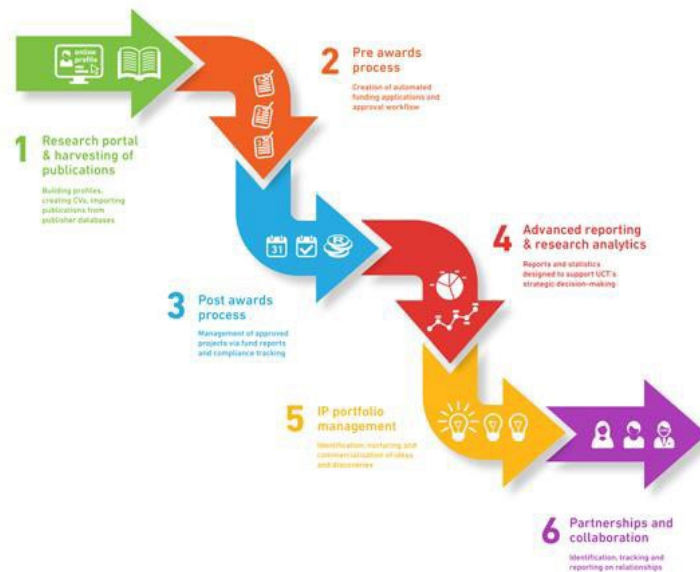 online
profile
1 Research portal
& harvesting of
publications
Building profiles,
creating CVs, importing
publications from
publisher databases
2 Pre awards
process
Creation of automated
funding applications and
approval workflow
31
R
3 Post awards
process
Management of approved
projects via fund reports
and compliance tracking
4 Advanced reporting
& research analytics
Reports and statistics
designed to support UCT's
strategic decision-making
5 IP portfolio
management
Identification, nurturing and
commercialisation of ideas
and discoveries
6 Partnerships and
collaboration
Identification, tracking and
reporting on relationships